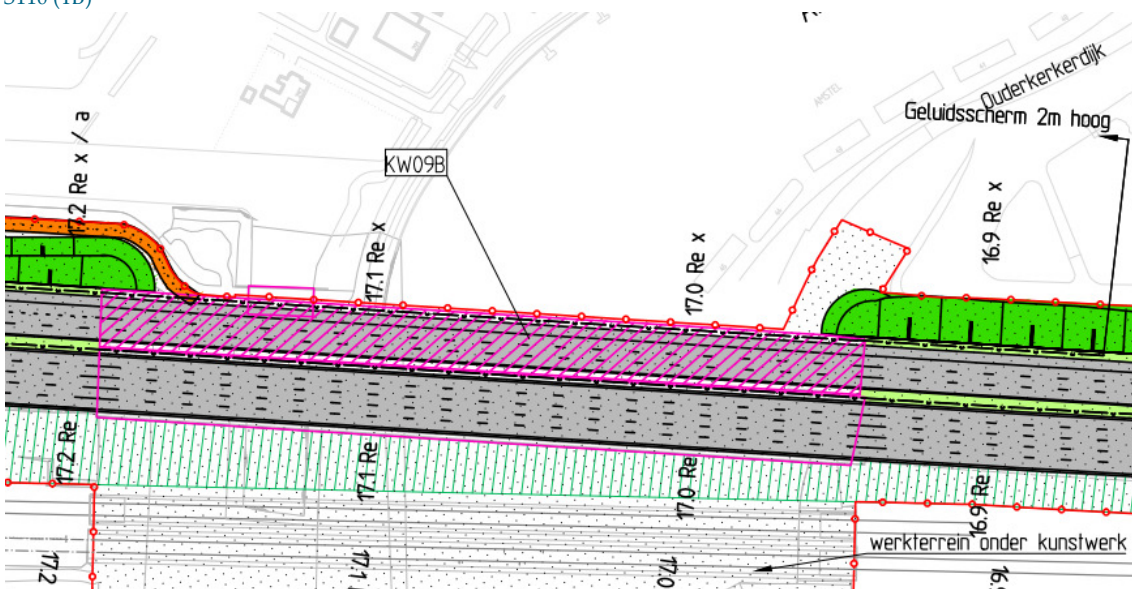 Ouderkerkerdijk
AMSTEL
Geluidsscherm 2m hoog
17.2 Re x / a
KW09B
17.1 Re x
17.0 Re x
16.9 Re x
17.2 Re
17.1 Re
17.0 Re
16.9 Re
werkterrein onder kunstwerk
17.2
17.1
17.0